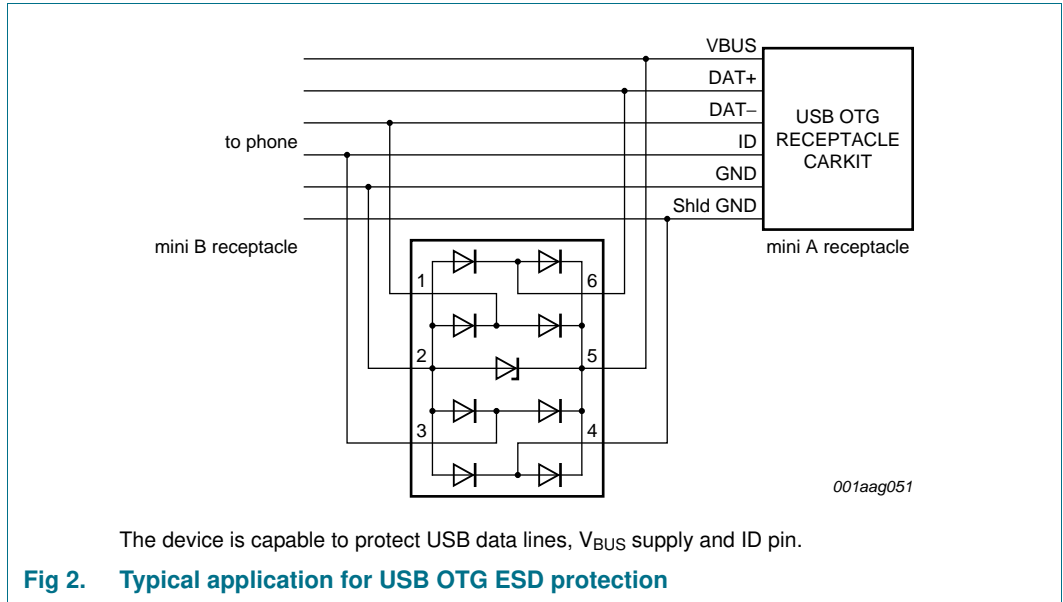 VBUS
DAT+
DAT−
to phone
ID
GND
Shld GND
USB OTG
RECEPTACLE
CARKIT
mini B receptacle
mini A receptacle
1
6
2
5
3
4
001aag051
The device is capable to protect USB data lines, VBUS supply and ID pin.
Fig 2. Typical application for USB OTG ESD protection